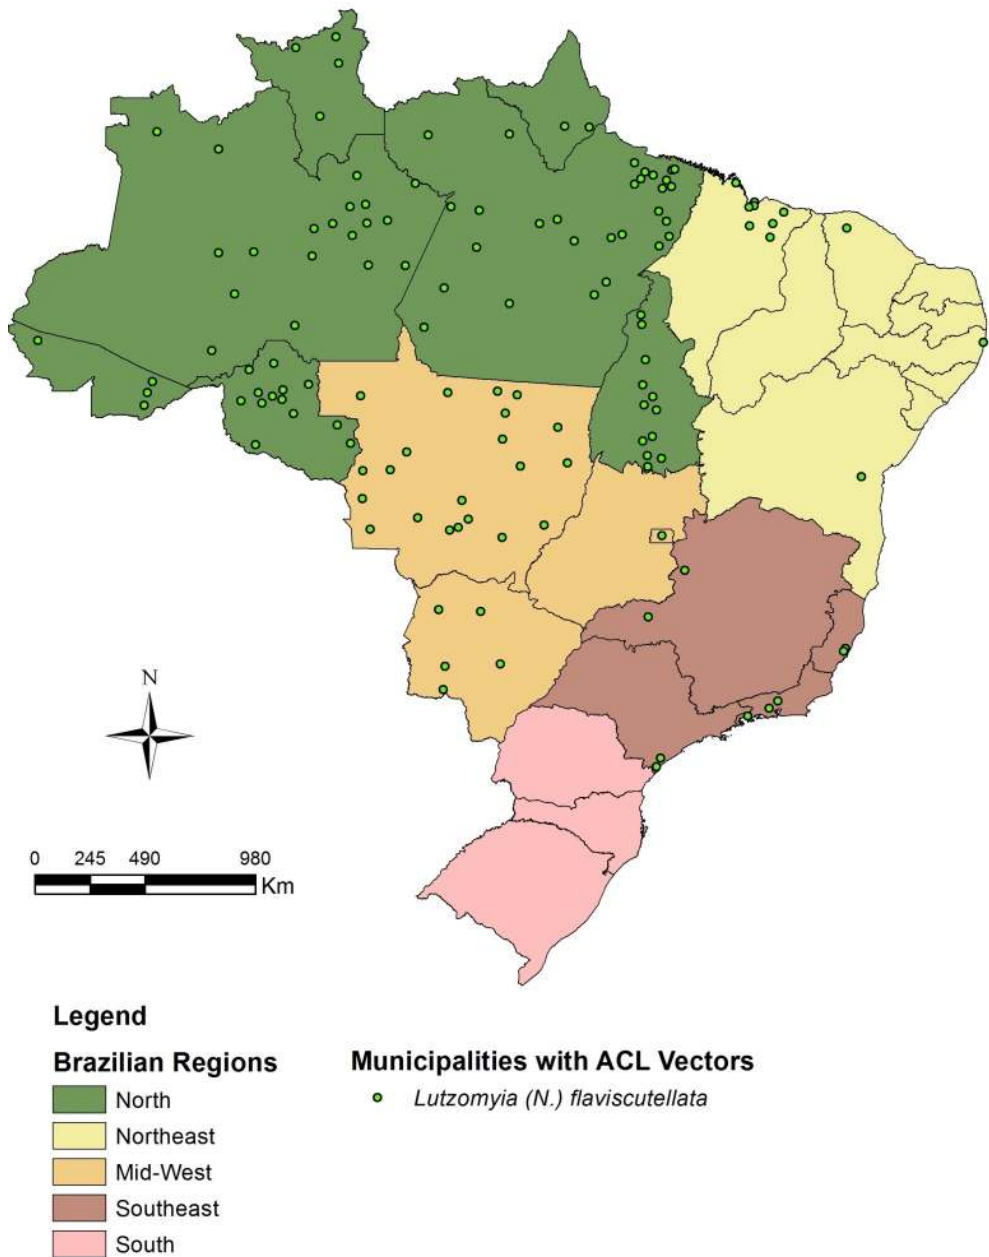 N
0 245 490 980
Km
Legend
Brazilian Regions
North
Northeast
Mid-West
Southeast
South
Municipalities with ACL Vectors
Lutzomyia (N.) flaviscutellata